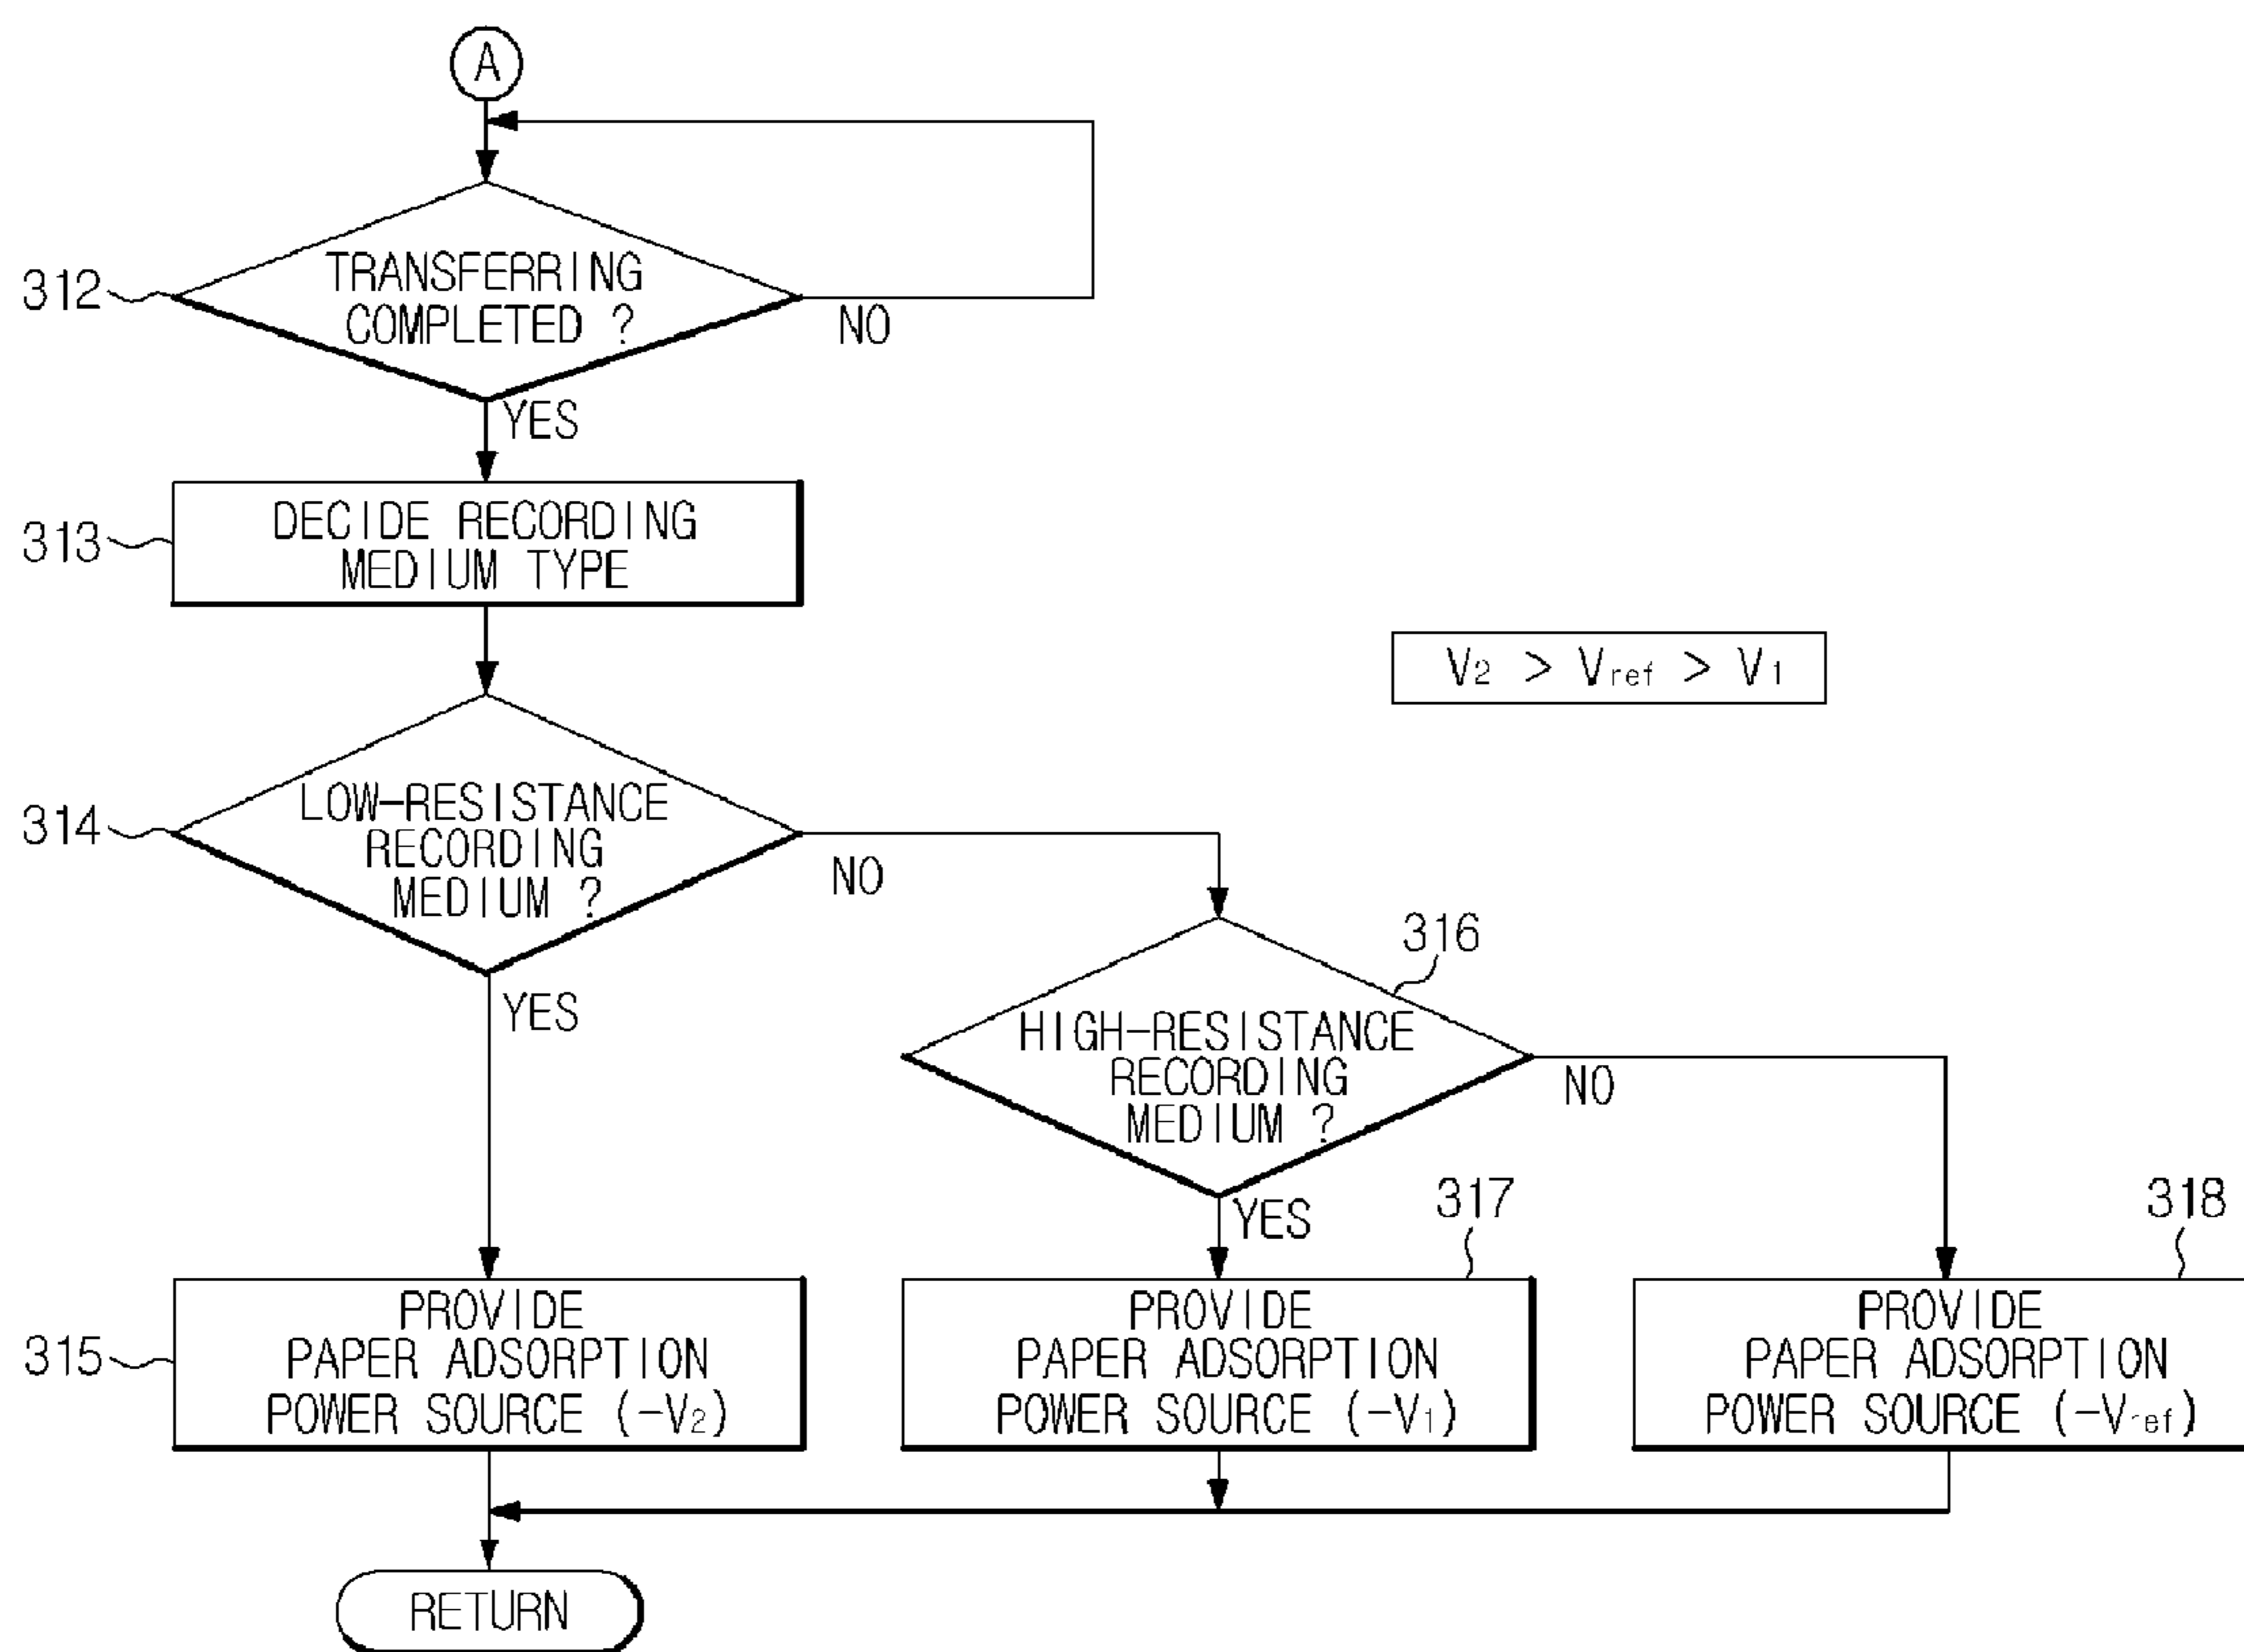 A
312
TRANSFERRING
COMPLETED ?
NO
YES
313
DECIDE RECORDING
MEDIUM TYPE
V2 > Vref > V1
314
LOW-RESISTANCE
RECORDING
MEDIUM ?
NO
YES
316
HIGH-RESISTANCE
RECORDING
MEDIUM ?
NO
YES
317
318
315
PROVIDE
PAPER ADSORPTION
POWER SOURCE (-V2)
PROVIDE
PAPER ADSORPTION
POWER SOURCE (-V1)
PROVIDE
PAPER ADSORPTION
POWER SOURCE (-Vref)
RETURN